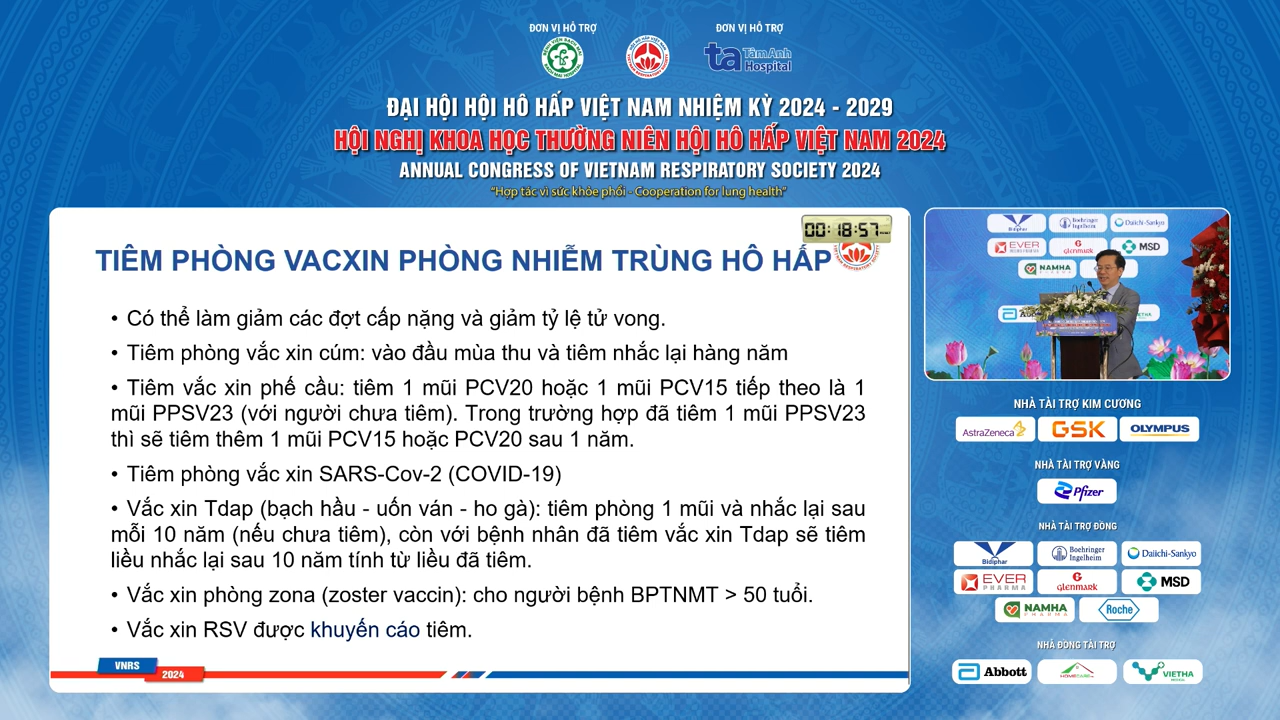 ĐƠN VỊ HỖ TRỢ
ĐƠN VỊ HỖ TRỢ
ta TâmAnh
Hospital
ĐẠI HỘI HỘI HÔ HẤP VIỆT NAM NHIỆM KỲ 2024 - 2029
HỘI NGHỊ KHOA HỌC THƯỜNG NIÊN HỘI HÔ HẤP VIỆT NAM 2024
ANNUAL CONGRESS OF VIETNAM RESPIRATORY SOCIETY 2024
"Hợp tác vì sức khỏe phổi - Cooperation for lung health"
00:18:57
TIÊM PHÒNG VACXIN PHÒNG NHIỄM TRÙNG HÔ HẤP
• Có thể làm giảm các đợt cấp nặng và giảm tỷ lệ tử vong.
• Tiêm phòng vắc xin cúm: vào đầu mùa thu và tiêm nhắc lại hàng năm
• Tiêm vắc xin phế cầu: tiêm 1 mũi PCV20 hoặc 1 mũi PCV15 tiếp theo là 1
mũi PPSV23 (với người chưa tiêm). Trong trường hợp đã tiêm 1 mũi PPSV23
thì sẽ tiêm thêm 1 mũi PCV15 hoặc PCV20 sau 1 năm.
• Tiêm phòng vắc xin SARS-Cov-2 (COVID-19)
• Vắc xin Tdap (bạch hầu - uốn ván - ho gà): tiêm phòng 1 mũi và nhắc lại sau
mỗi 10 năm (nếu chưa tiêm), còn với bệnh nhân đã tiêm vắc xin Tdap sẽ tiêm
liều nhắc lại sau 10 năm tính từ liều đã tiêm.
• Vắc xin phòng zona (zoster vaccin): cho người bệnh BPTNMT > 50 tuổi.
• Vắc xin RSV được khuyến cáo tiêm.
VNRS
2024
Bidiphar
Boehringer
Ingelheim
Daiichi-Sankyo
EVER
GLENMARK
MSD
NAMHA
NHÀ TÀI TRỢ KIM CƯƠNG
AstraZeneca
GSK
OLYMPUS
NHÀ TÀI TRỢ VÀNG
Pfizer
NHÀ TÀI TRỢ ĐỒNG
Bidiphar
Boehringer
Ingelheim
Daiichi-Sankyo
EVER
PHARMA
GLENMARK
MSD
NAMHA
PHARMA
Roche
NHÀ ĐỒNG TÀI TRỢ
Abbott
HOMECARE
VIETHA